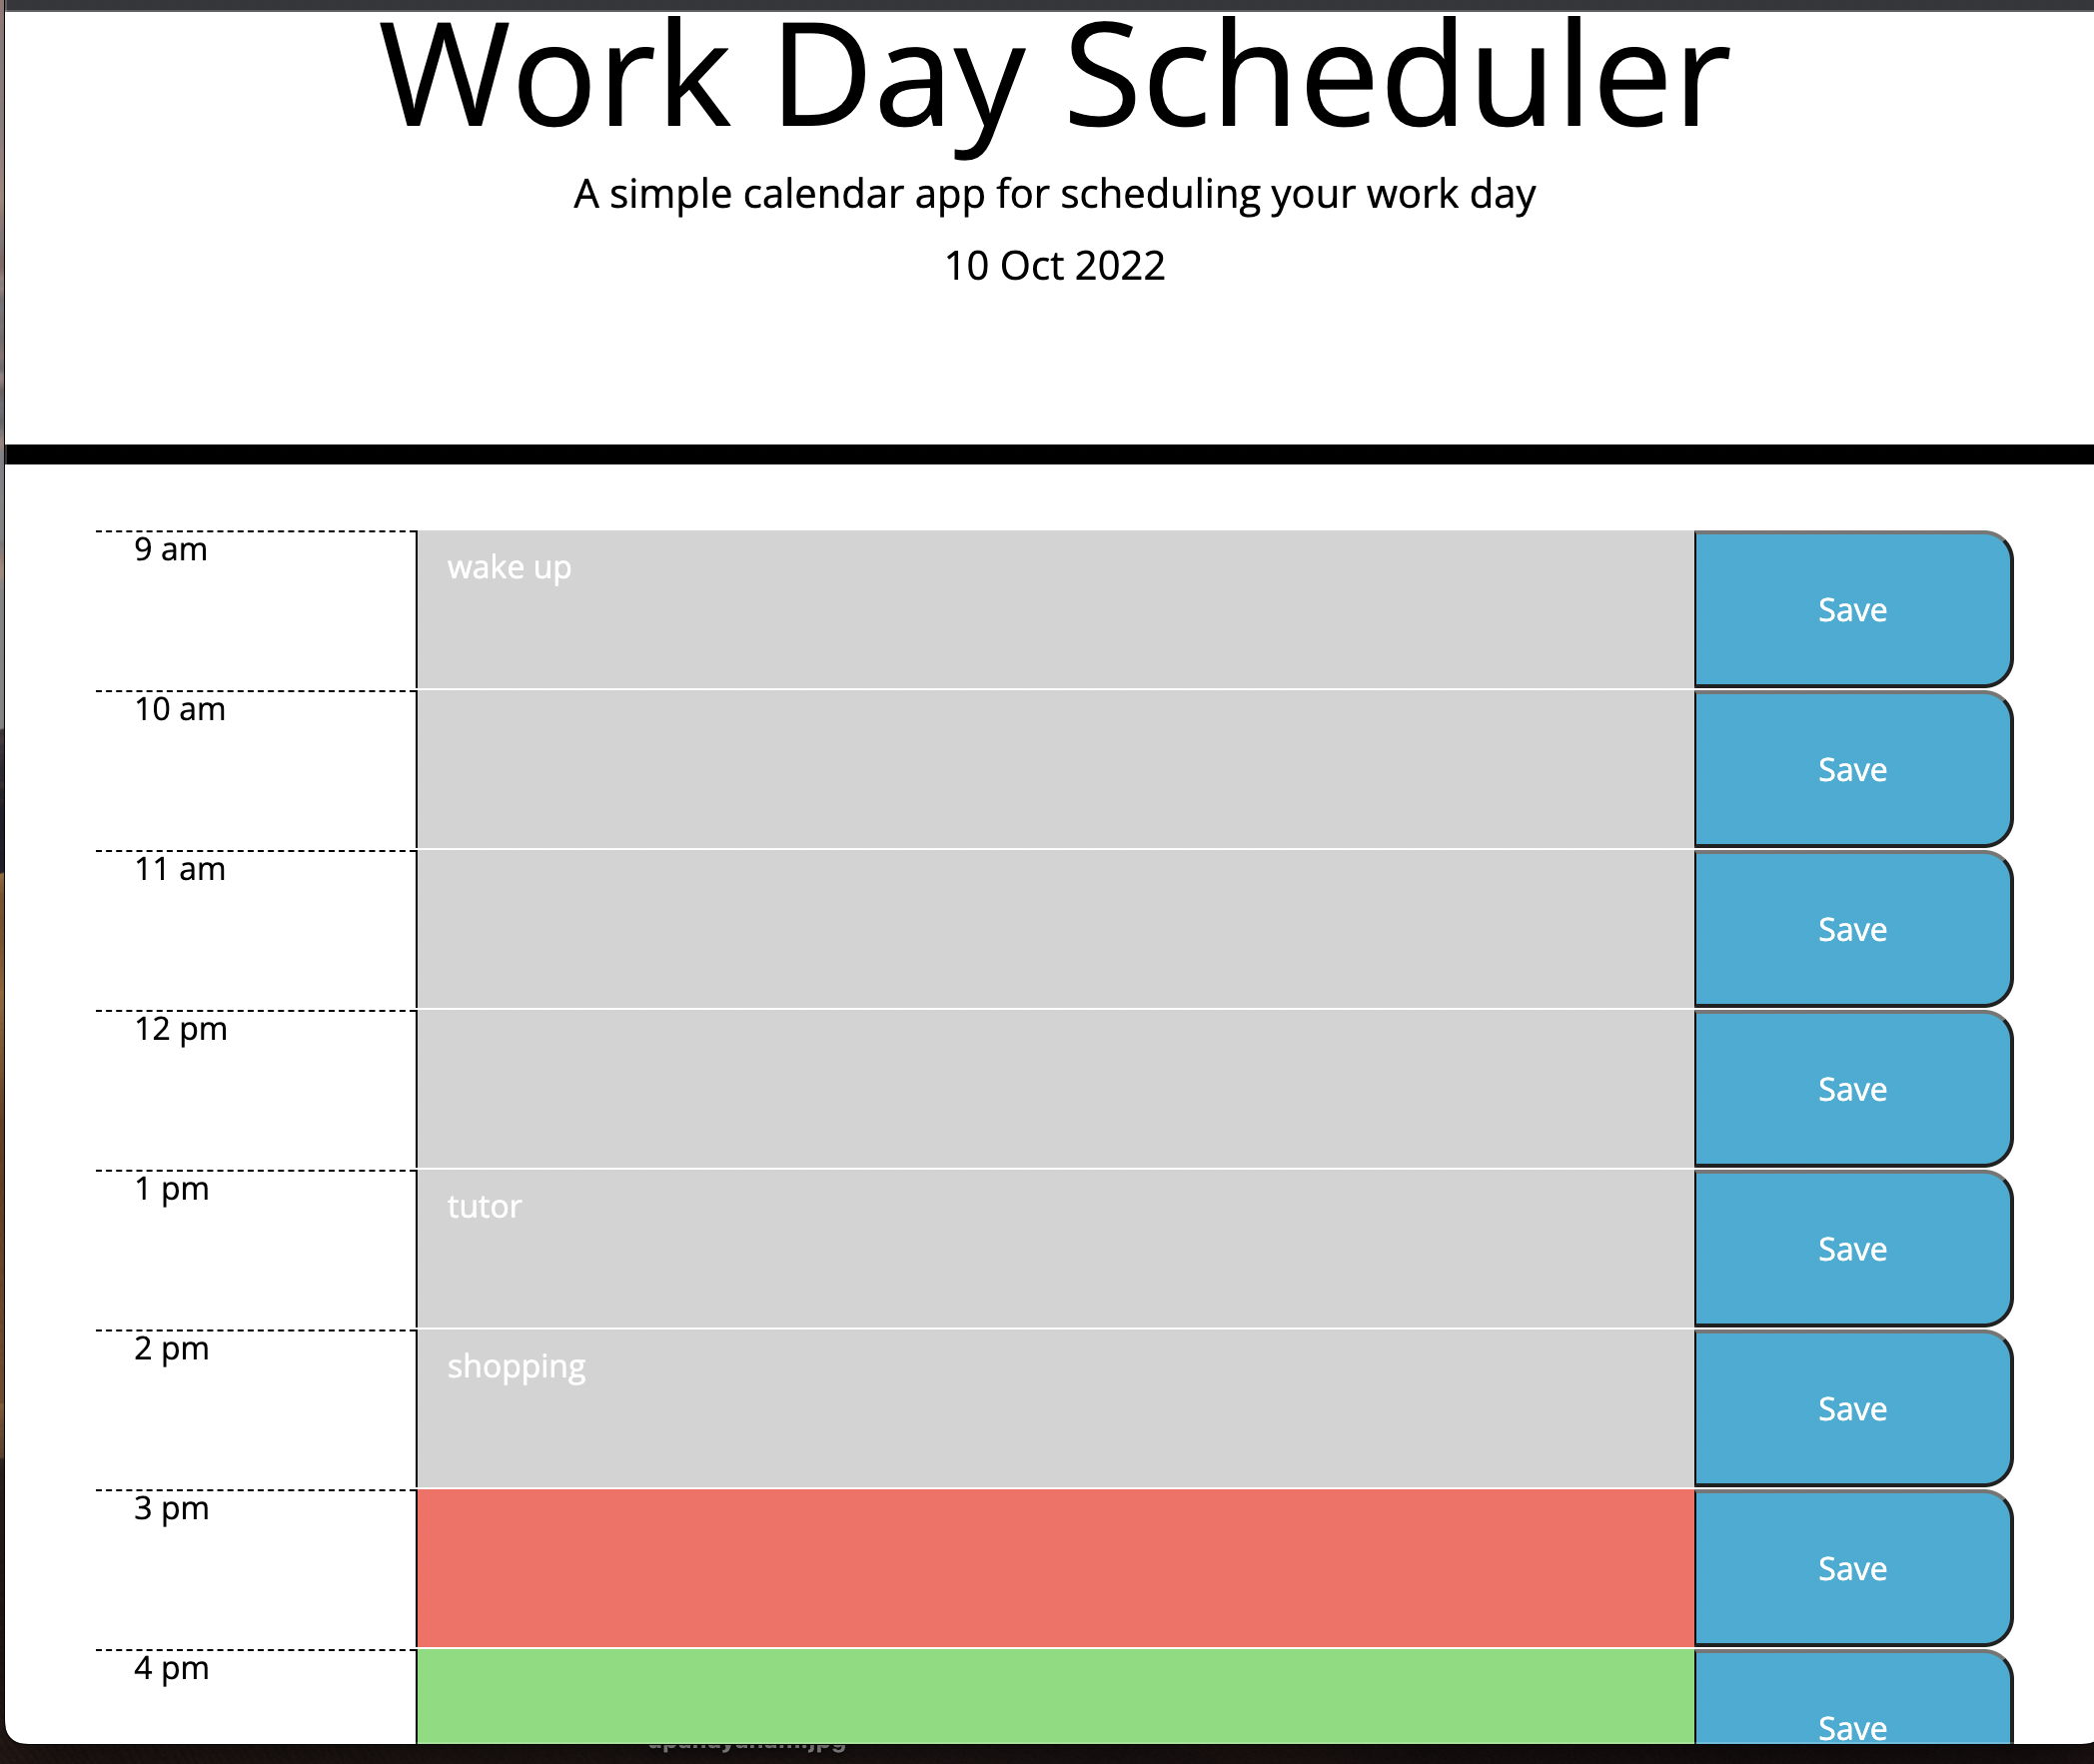 Work Day Scheduler
A simple calendar app for scheduling your work day
10 Oct 2022
9 am
wake up
Save
10 am
Save
11 am
Save
12 pm
Save
1 pm
tutor
Save
2 pm
shopping
Save
3 pm
Save
4 pm
Save